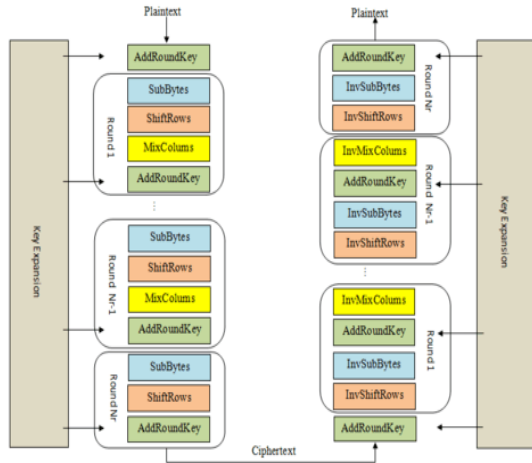 Plaintext
Key Expansion
AddRoundKey
Round 1
SubBytes
ShiftRows
MixColums
AddRoundKey
...
Round Nr-1
SubBytes
ShiftRows
MixColums
AddRoundKey
Round Nr
SubBytes
ShiftRows
AddRoundKey
Ciphertext
Plaintext
Key Expansion
AddRoundKey
InvSubBytes
InvShiftRows
Round Nr
InvMixColums
AddRoundKey
InvSubBytes
InvShiftRows
Round Nr-1
...
InvMixColums
AddRoundKey
InvSubBytes
InvShiftRows
Round 1
AddRoundKey